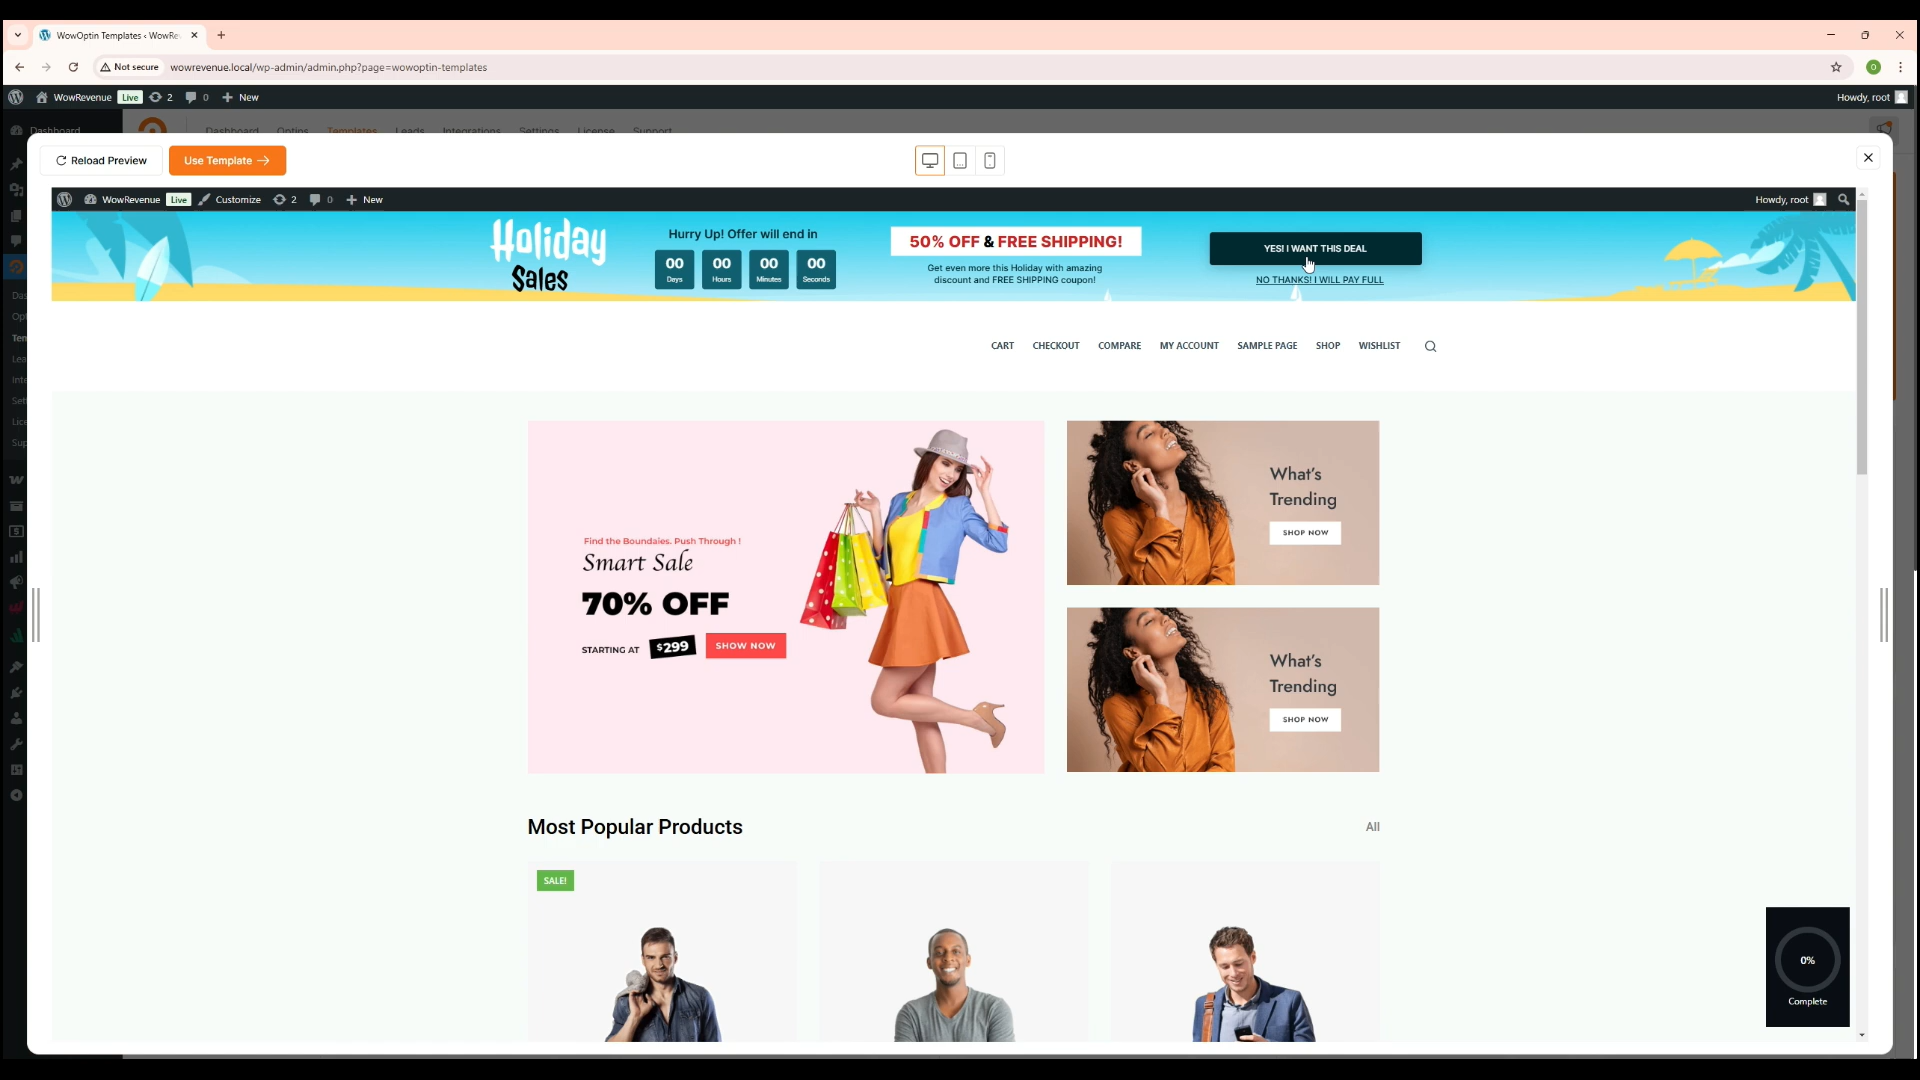 WowOptin Templates ‹ WowRe
Not secure
wowrevenue.local/wp-admin/admin.php?page=wowoptin-templates
O
WowRevenue Live 2 0 New
Howdy, root
Dashboard
Dashboard Optins Templates Leads Integrations Settings License Support
Reload Preview
Use Template
WowRevenue Live Customize 2 0 New
Howdy, root
Holiday
Sales
Hurry Up! Offer will end in
00 00 00 00
Days Hours Minutes Seconds
50% OFF & FREE SHIPPING!
Get even more this Holiday with amazing
discount and FREE SHIPPING coupon!
YES! I WANT THIS DEAL
NO THANKS! I WILL PAY FULL
CART CHECKOUT COMPARE MY ACCOUNT SAMPLE PAGE SHOP WISHLIST
Find the Boundaies. Push Through !
Smart Sale
70% OFF
STARTING AT $299 SHOW NOW
What's
Trending
SHOP NOW
What's
Trending
SHOP NOW
Most Popular Products
All
SALE!
0%
Complete